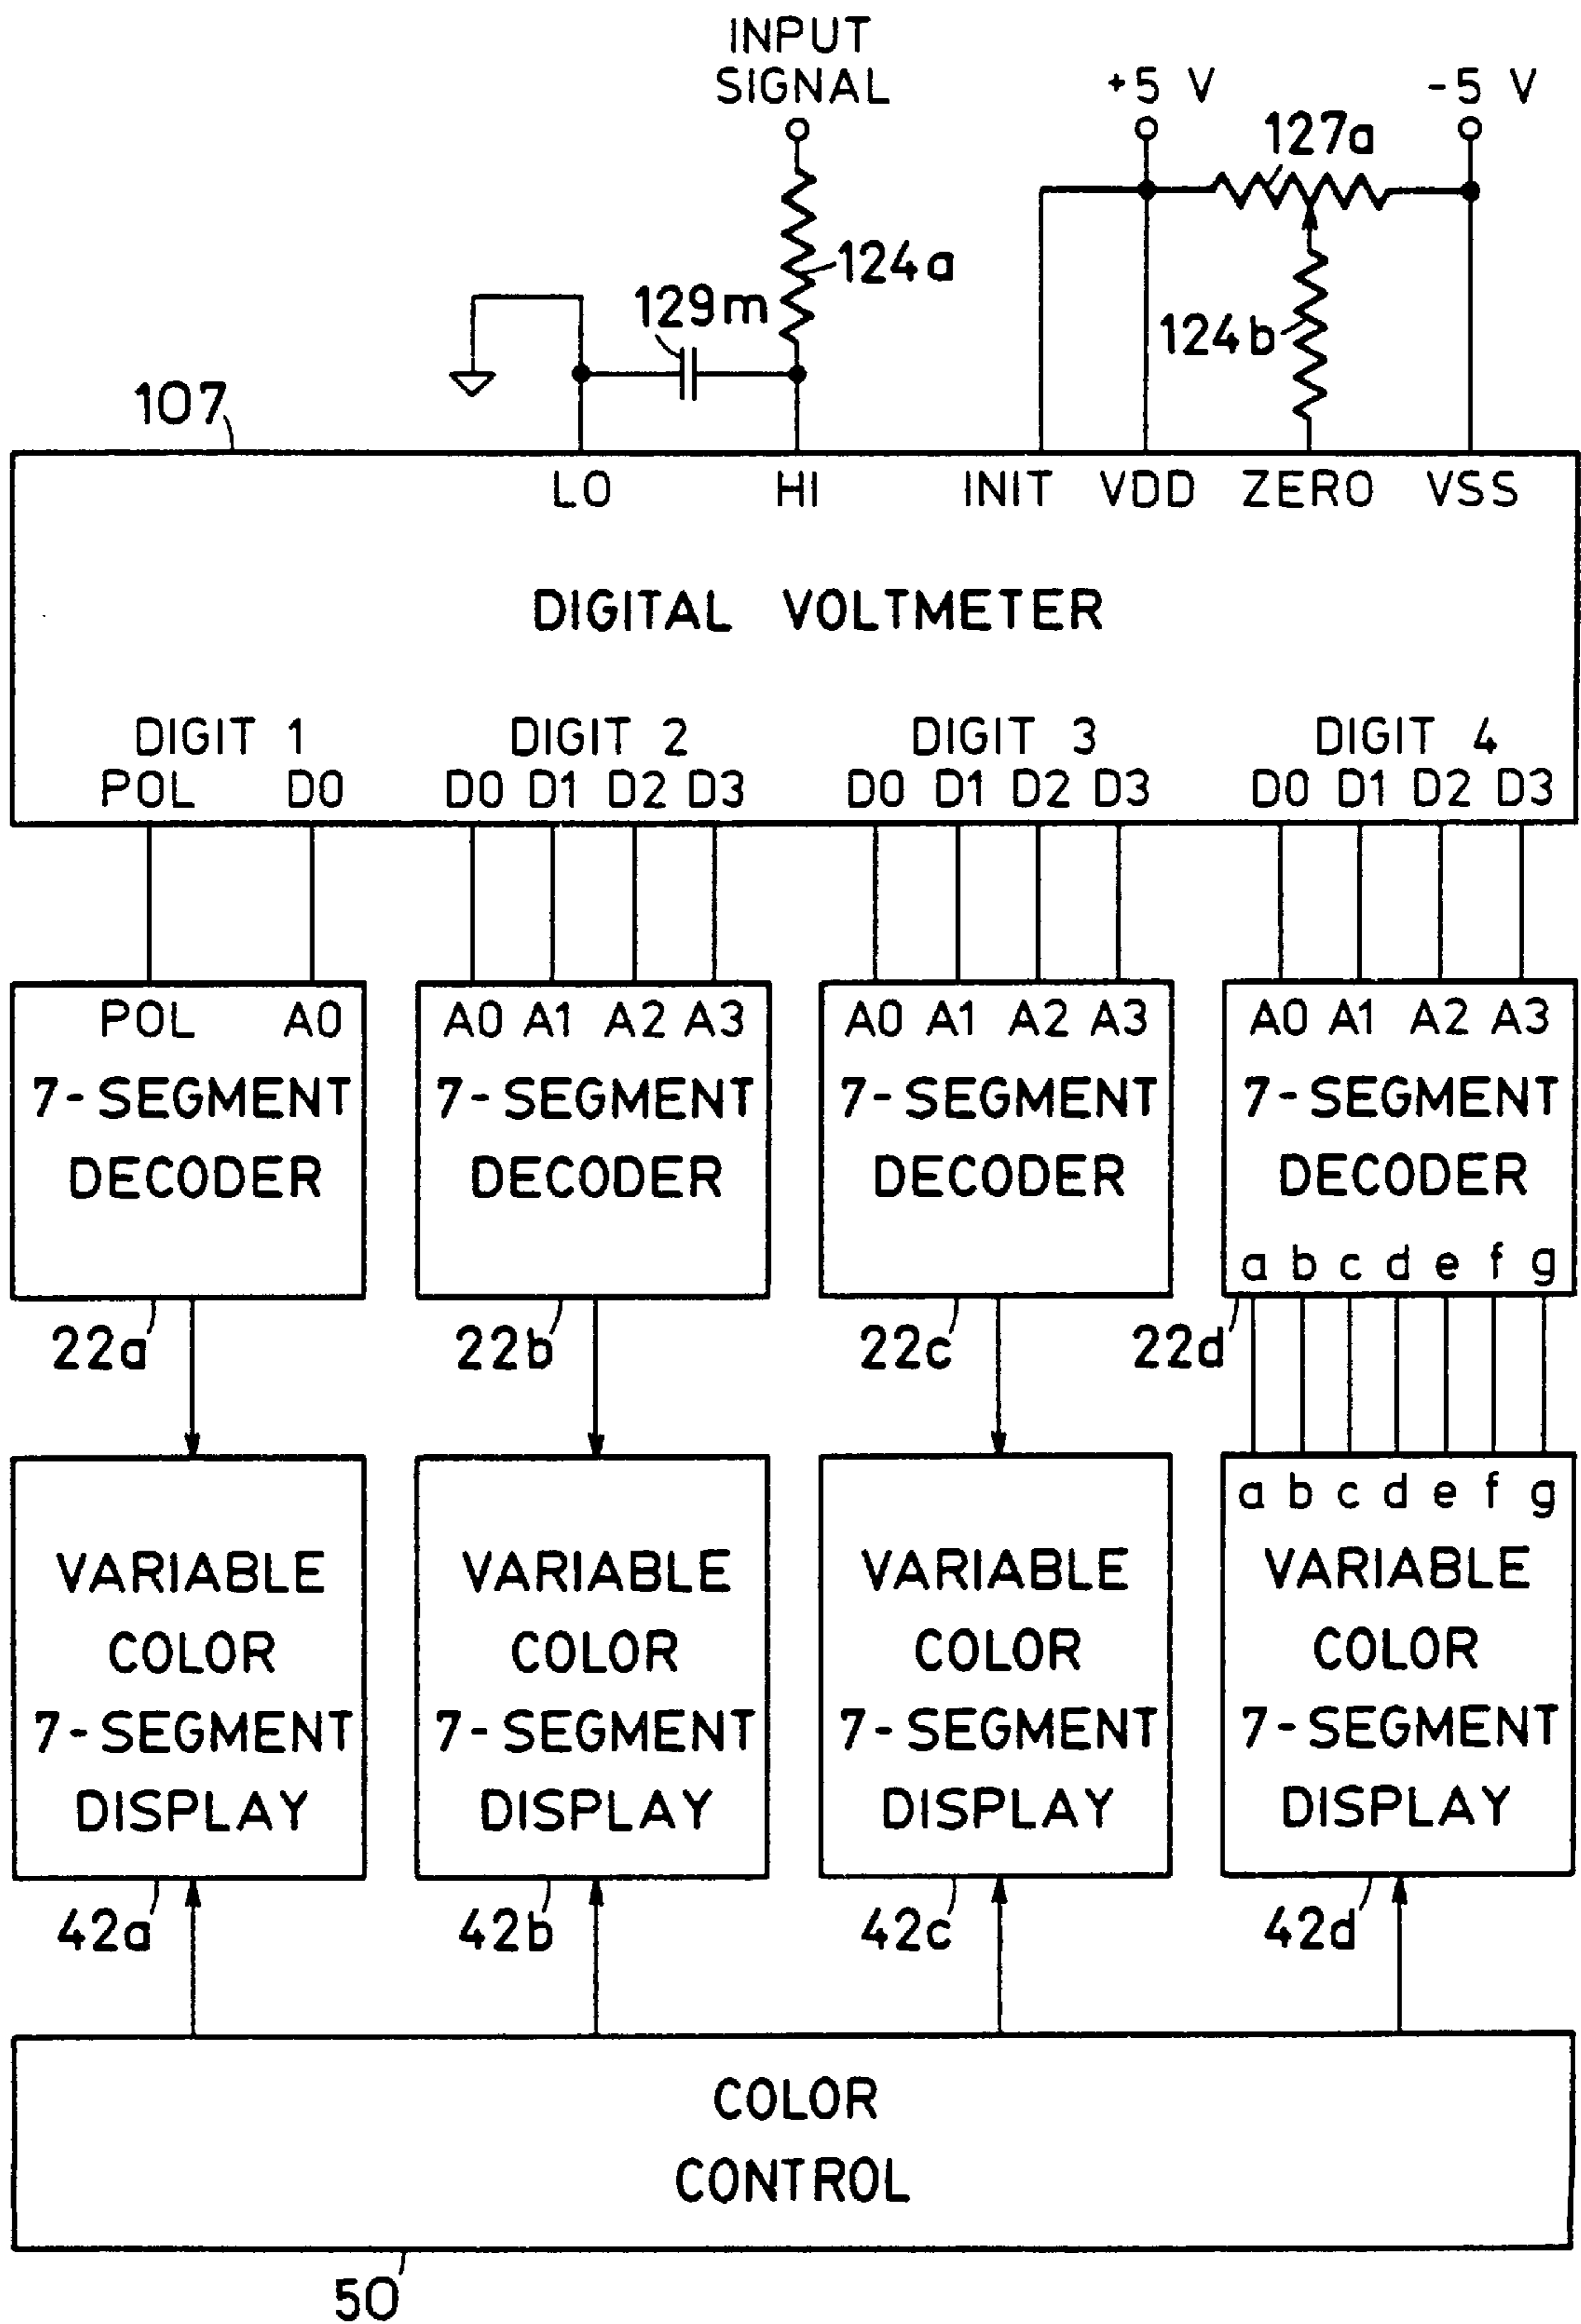 INPUT
SIGNAL
+5 V
-5 V
127a
124a
129m
124b
107
LO HI INIT VDD ZERO VSS
DIGITAL VOLTMETER
DIGIT 1 DIGIT 2 DIGIT 3 DIGIT 4
POL D0 D0 D1 D2 D3 D0 D1 D2 D3 D0 D1 D2 D3
POL A0 A0 A1 A2 A3 A0 A1 A2 A3 A0 A1 A2 A3
7-SEGMENT 7-SEGMENT 7-SEGMENT 7-SEGMENT
DECODER DECODER DECODER DECODER
a b c d e f g
22a 22b 22c 22d
a b c d e f g
VARIABLE VARIABLE VARIABLE VARIABLE
COLOR COLOR COLOR COLOR
7-SEGMENT 7-SEGMENT 7-SEGMENT 7-SEGMENT
DISPLAY DISPLAY DISPLAY DISPLAY
42a 42b 42c 42d
COLOR
CONTROL
50